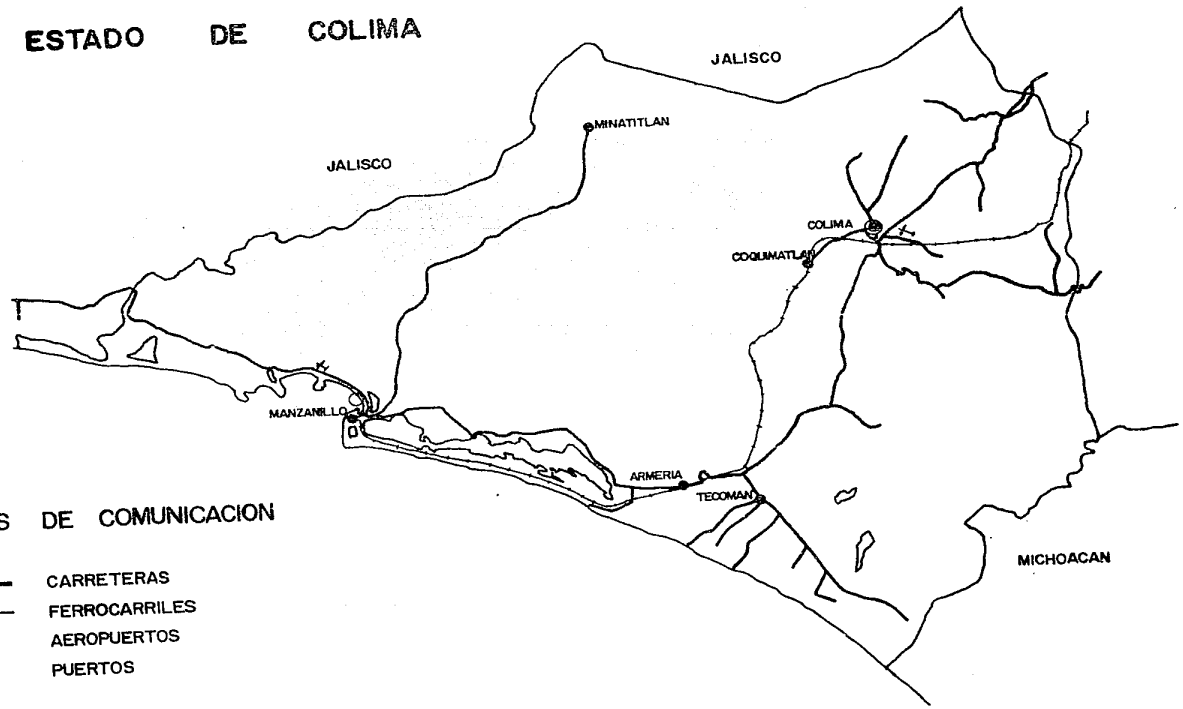 ESTADO DE COLIMA
JALISCO
MINATITLAN
JALISCO
COLIMA
COQUIMATLAN
MANZANILLO
ARMERIA
TECOMAN
S DE COMUNICACION
MICHOACAN
CARRETERAS
FERROCARRILES
AEROPUERTOS
PUERTOS